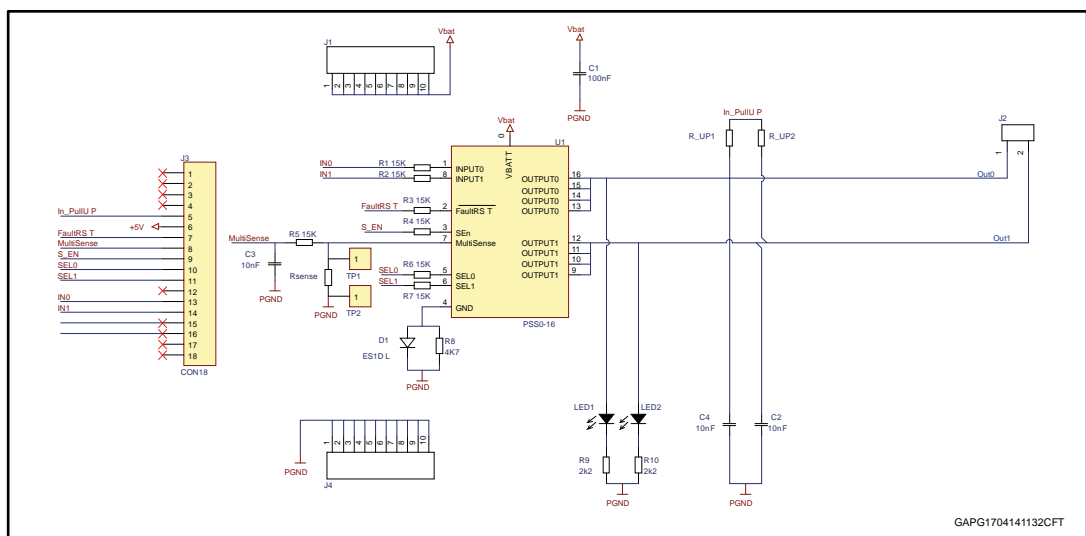 Vbat
J1
1 2 3 4 5 6 7 8 9 10
Vbat
C1
100nF
PGND
Vbat
0
U1
VBATT
IN0
R1 15K
1
INPUT0
IN1
R2 15K
8
INPUT1
FaultRS T
R3 15K
2
FaultRS T
S_EN
R4 15K
3
SEn
MultiSense
R5 15K
7
MultiSense
C3
10nF
PGND
Rsense
PGND
1
TP1
1
TP2
SEL0
R6 15K
5
SEL0
SEL1
R7 15K
6
SEL1
4
GND
PSS0-16
OUTPUT0
16
OUTPUT0
15
OUTPUT0
14
OUTPUT0
13
OUTPUT1
12
OUTPUT1
11
OUTPUT1
10
OUTPUT1
9
D1
ES1D L
R8
4K7
PGND
J3
1
2
3
4
In_PullU P
5
+5V
6
FaultRS T
7
MultiSense
8
S_EN
9
SEL0
10
SEL1
11
12
IN0
13
IN1
14
15
16
17
18
CON18
In_PullU P
R_UP1
R_UP2
J2
1
2
Out0
Out1
LED1
LED2
R9
2k2
R10
2k2
PGND
C4
10nF
C2
10nF
PGND
1 2 3 4 5 6 7 8 9 10
PGND
J4
GAPG1704141132CFT